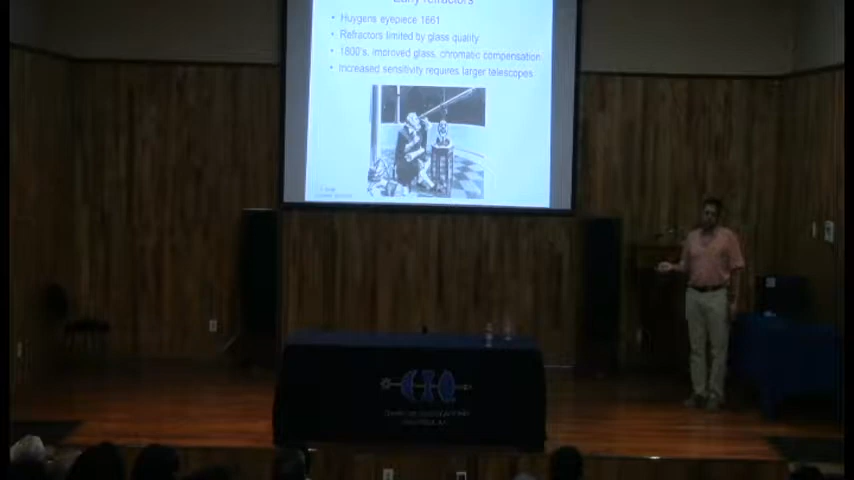 Early refractors
• Huygens eyepiece 1661
• Refractors limited by glass quality
• 1800's, improved glass, chromatic compensation
• Increased sensitivity requires larger telescopes
CIO